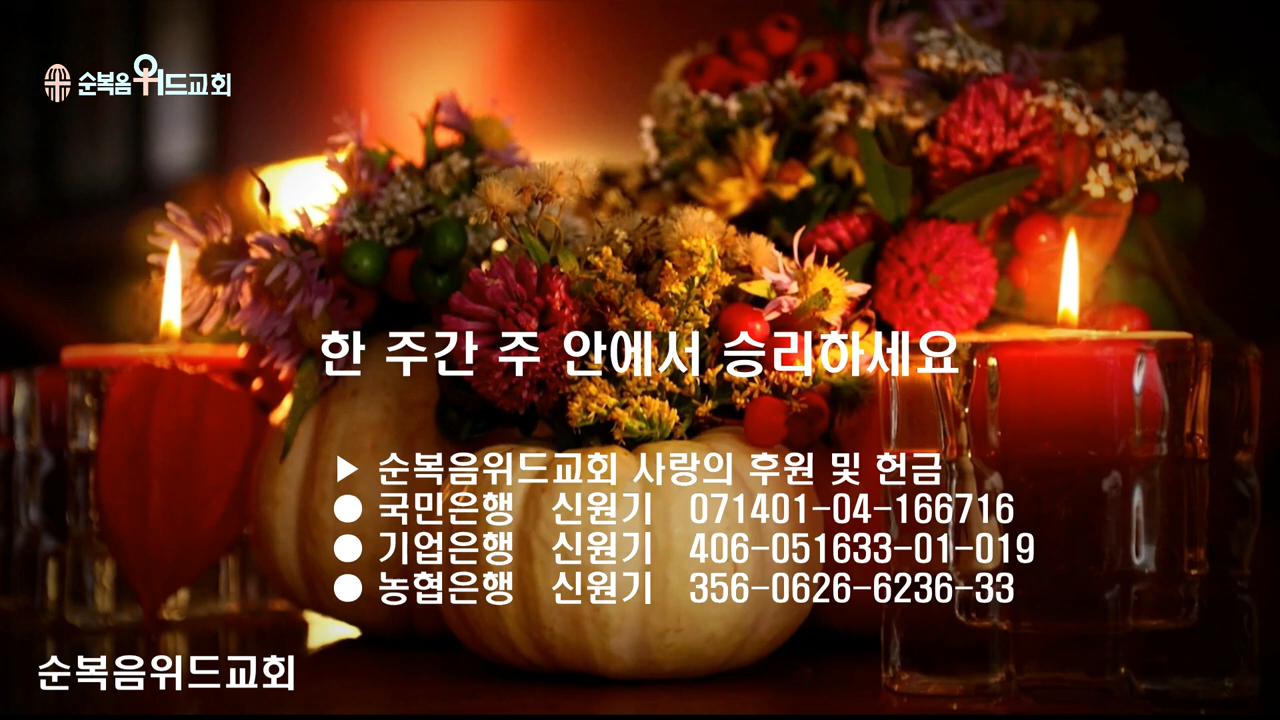 순복음위드교회
한 주간 주 안에서 승리하세요
▶ 순복음위드교회 사랑의 후원 및 헌금
● 국민은행 신원기 071401-04-166716
● 기업은행 신원기 406-051633-01-019
● 농협은행 신원기 356-0626-6236-33
순복음위드교회